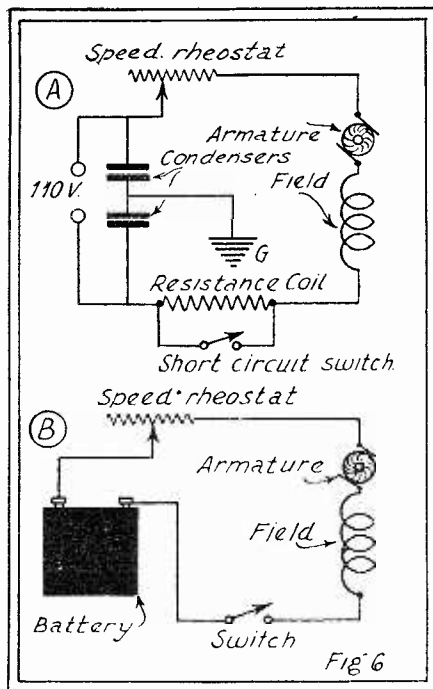 Speed. rheostat
A
Armature
Condensers
110 V.
Field
G
Resistance Coil
Short circuit switch.
Speed rheostat
B
Armature
Field
Battery
Switch
Fig 6